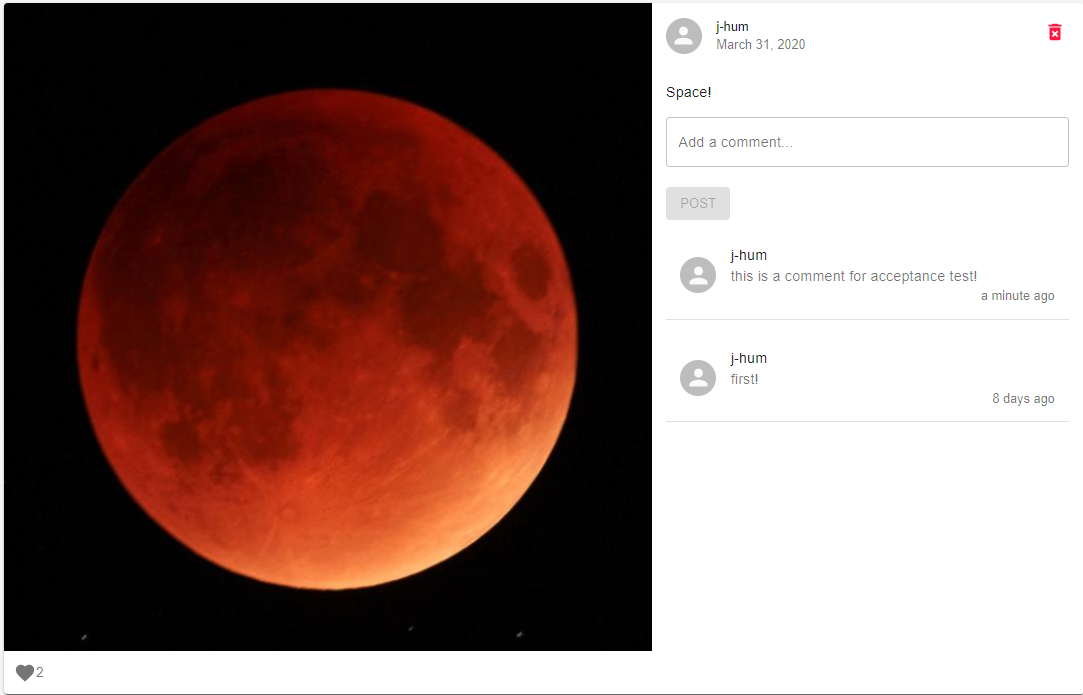 j-hum
March 31, 2020
Space!
Add a comment...
POST
j-hum
this is a comment for acceptance test!
a minute ago
j-hum
first!
8 days ago
2